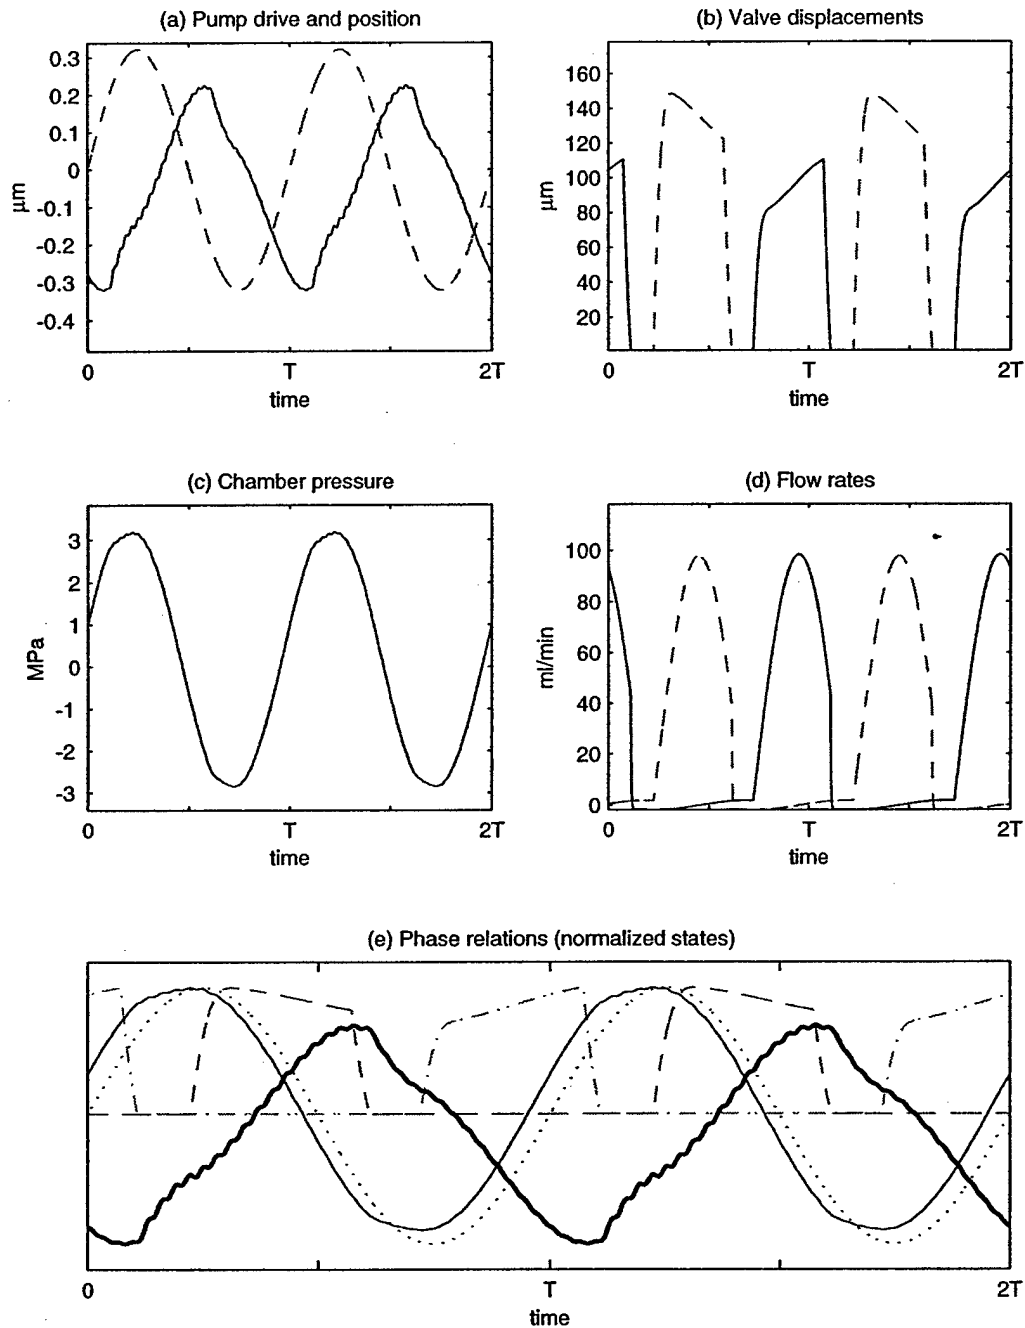 (a) Pump drive and position
(b) Valve displacements
0.3
0.2
0.1
0
-0.1
-0.2
-0.3
-0.4
µm
0
T
2T
time
160
140
120
100
80
60
40
20
µm
0
T
2T
time
(c) Chamber pressure
(d) Flow rates
3
2
1
0
-1
-2
-3
MPa
0
T
2T
time
100
80
60
40
20
0
ml/min
0
T
2T
time
(e) Phase relations (normalized states)
0
T
2T
time